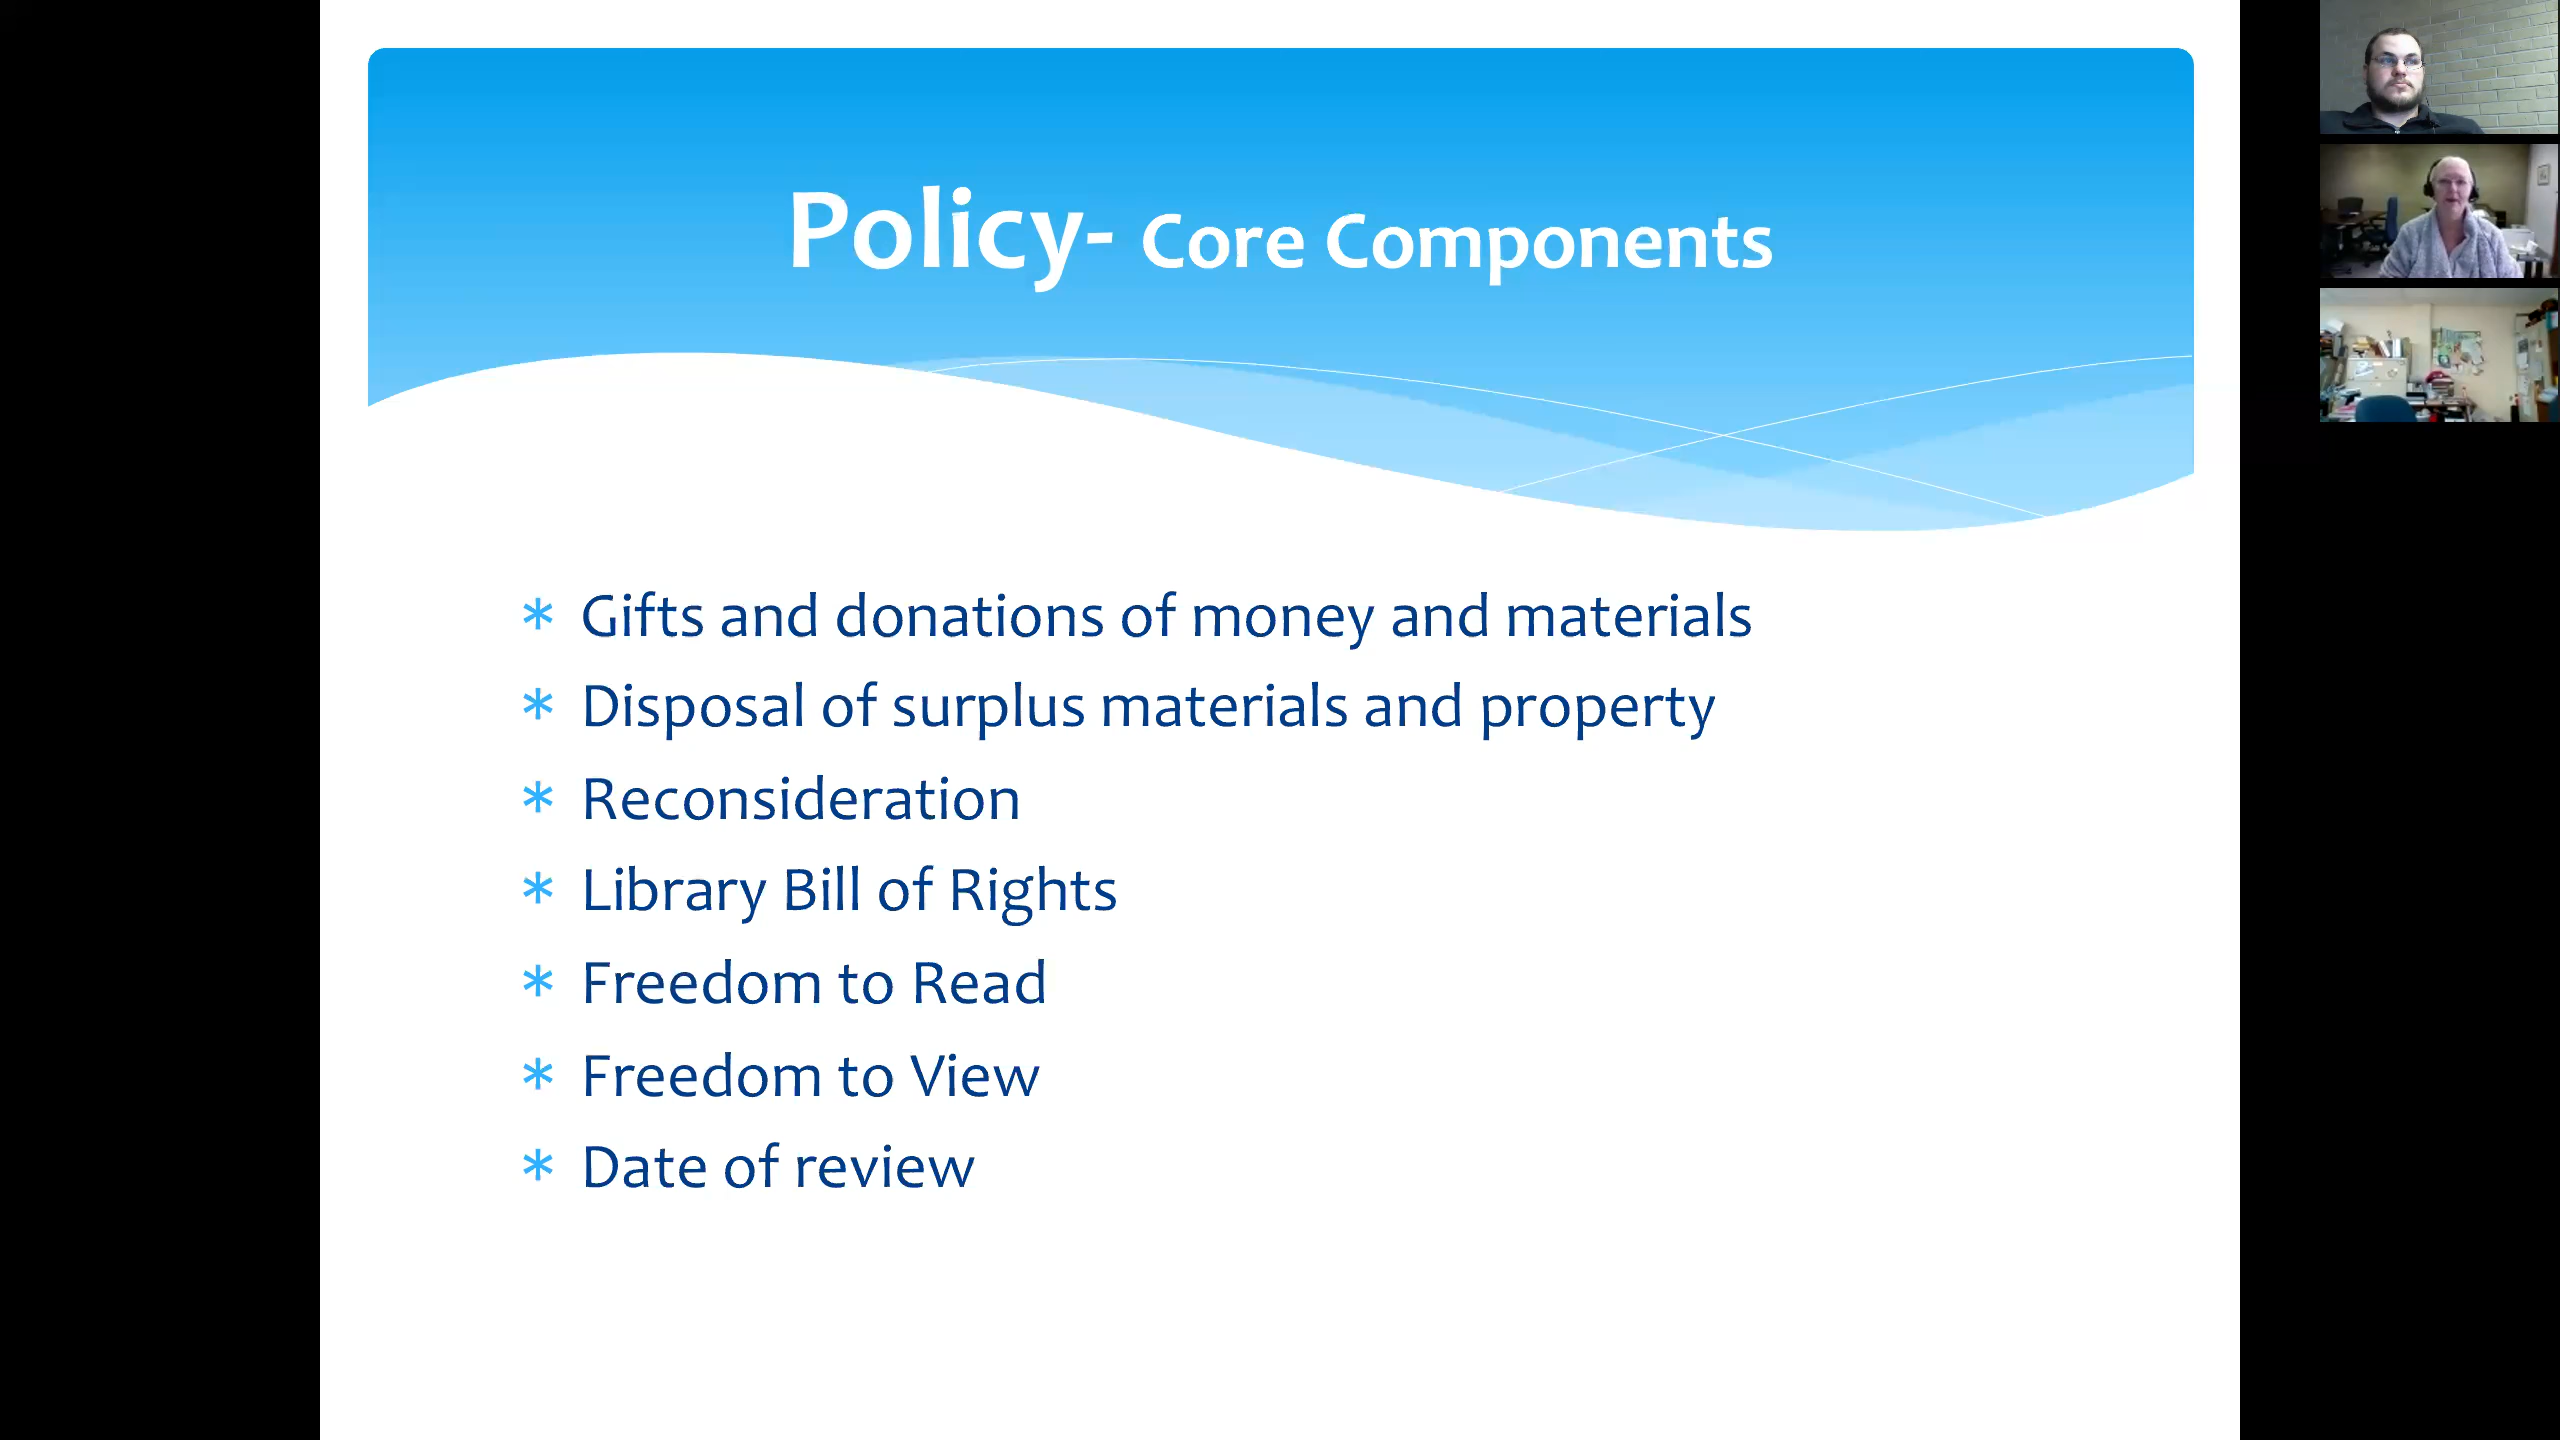 Policy- Core Components
* Gifts and donations of money and materials
* Disposal of surplus materials and property
* Reconsideration
* Library Bill of Rights
* Freedom to Read
* Freedom to View
* Date of review